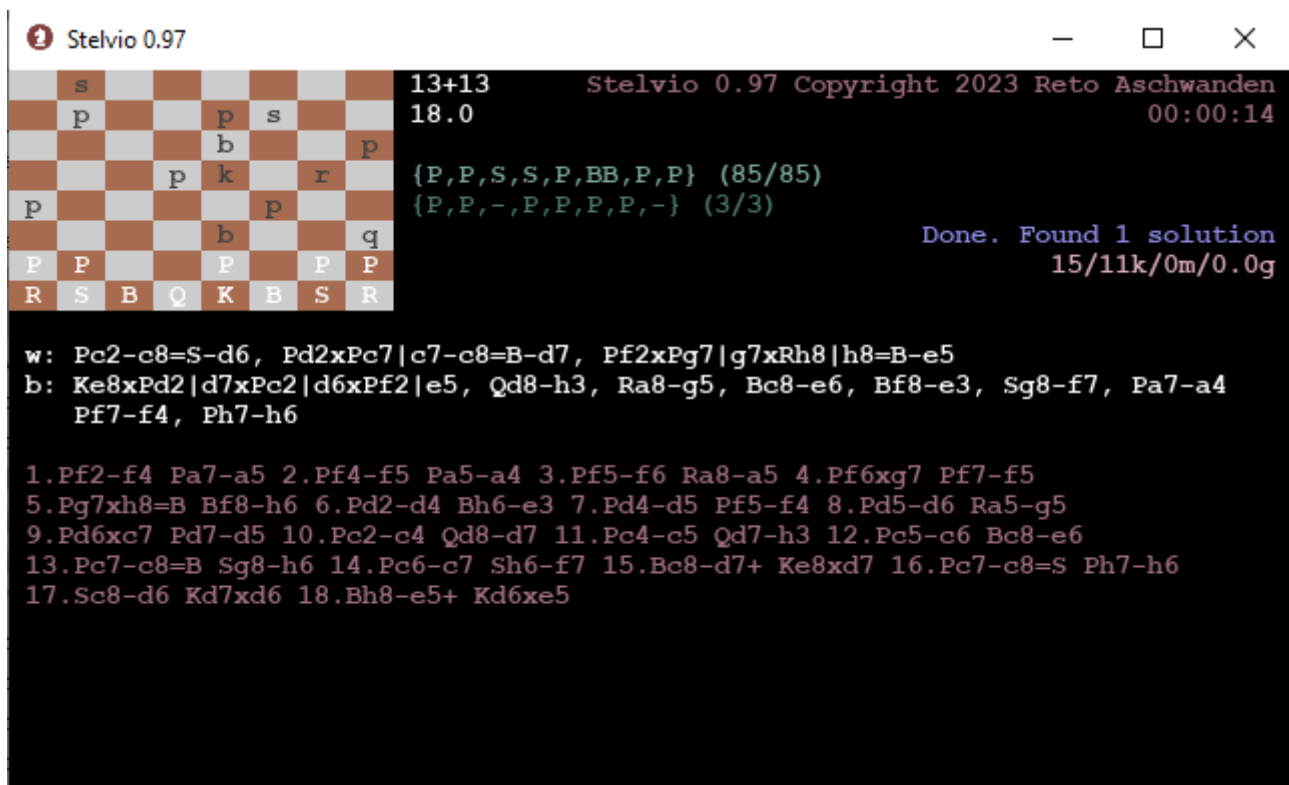 Stelvio 0.97
s
13+13 Stelvio 0.97 Copyright 2023 Reto Aschwanden
p p s
18.0 00:00:14
b p
p k r
{P,P,S,S,P,BB,P,P} (85/85)
p p
{P,P,-,P,P,P,P,-} (3/3)
b q
Done. Found 1 solution
P P P P P
15/11k/0m/0.0g
R S B Q K B S R
w: Pc2-c8=S-d6, Pd2xPc7|c7-c8=B-d7, Pf2xPg7|g7xRh8|h8=B-e5
b: Ke8xPd2|d7xPc2|d6xPf2|e5, Qd8-h3, Ra8-g5, Bc8-e6, Bf8-e3, Sg8-f7, Pa7-a4
Pf7-f4, Ph7-h6
1.Pf2-f4 Pa7-a5 2.Pf4-f5 Pa5-a4 3.Pf5-f6 Ra8-a5 4.Pf6xg7 Pf7-f5
5.Pg7xh8=B Bf8-h6 6.Pd2-d4 Bh6-e3 7.Pd4-d5 Pf5-f4 8.Pd5-d6 Ra5-g5
9.Pd6xc7 Pd7-d5 10.Pc2-c4 Qd8-d7 11.Pc4-c5 Qd7-h3 12.Pc5-c6 Bc8-e6
13.Pc7-c8=B Sg8-h6 14.Pc6-c7 Sh6-f7 15.Bc8-d7+ Ke8xd7 16.Pc7-c8=S Ph7-h6
17.Sc8-d6 Kd7xd6 18.Bh8-e5+ Kd6xe5